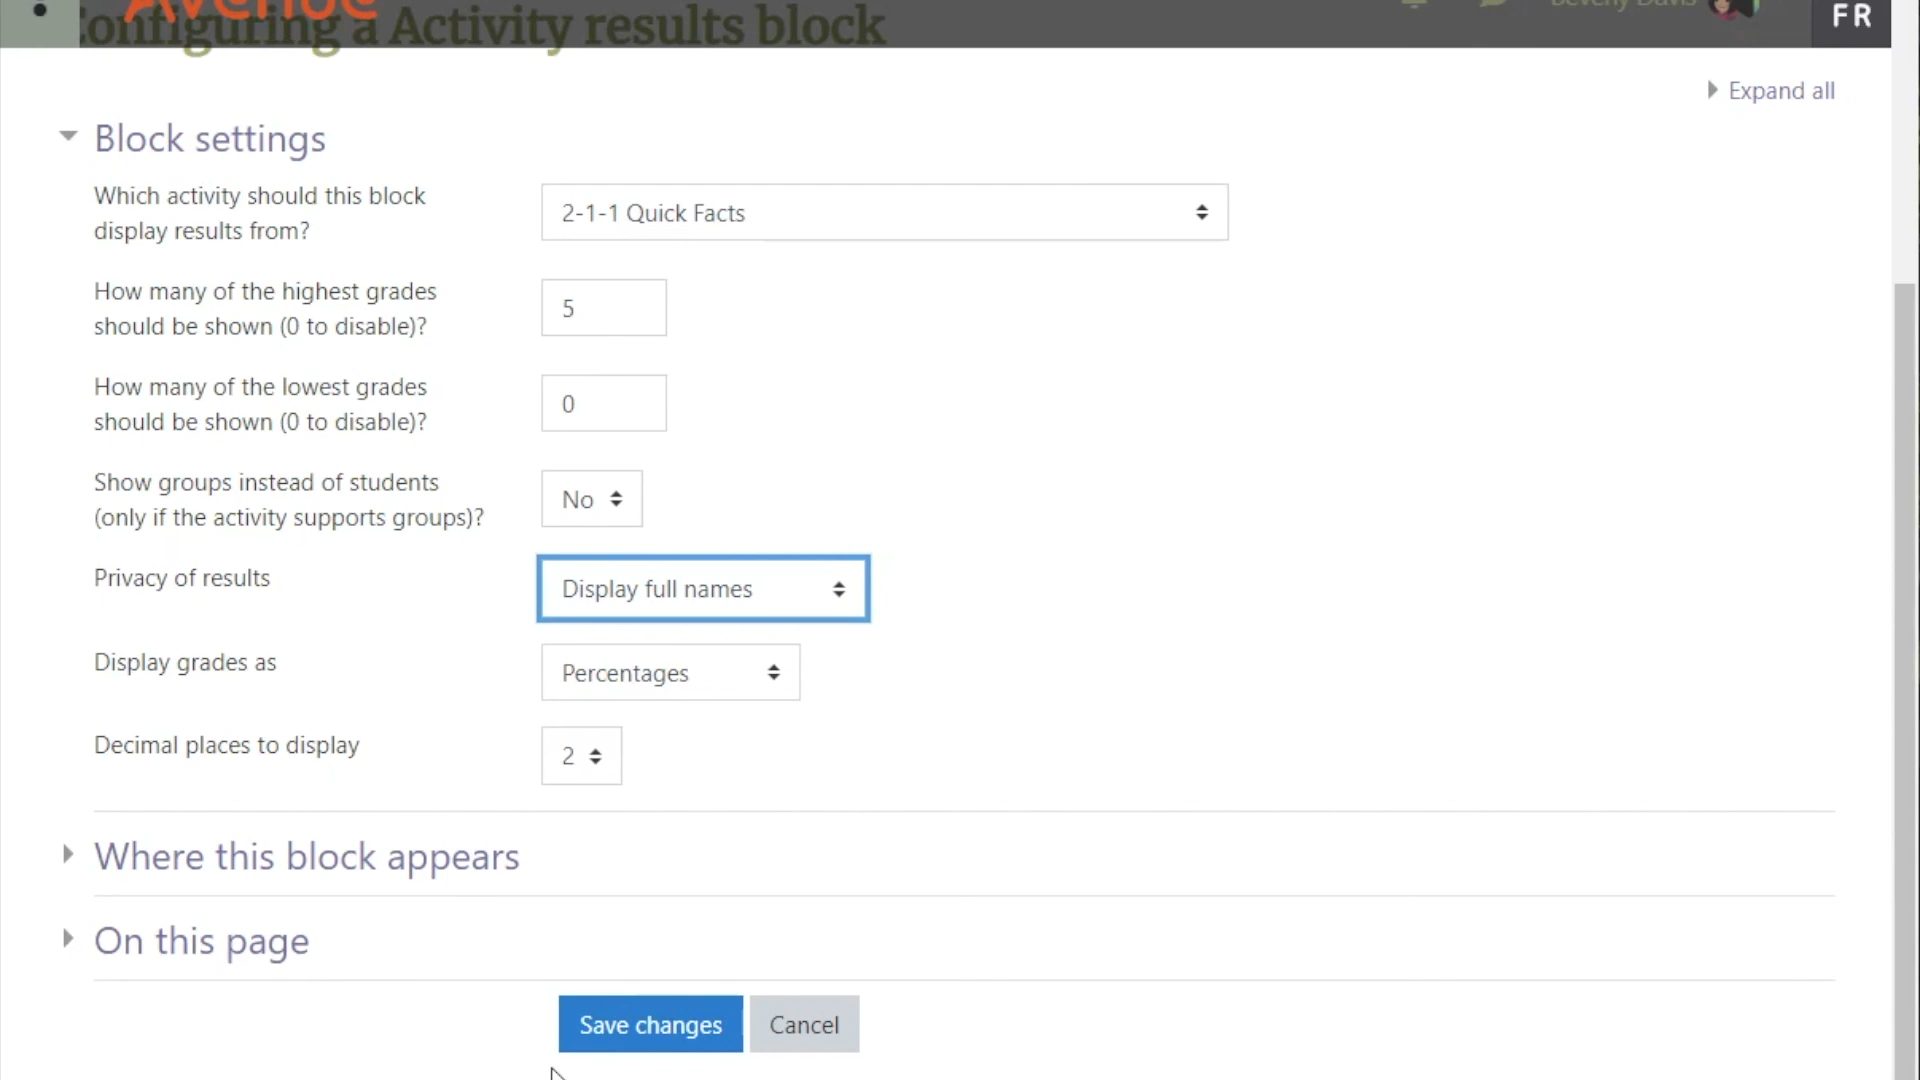 Avenue
Configuring a Activity results block
Beverly Davis
FR
Expand all
Block settings
Which activity should this block
display results from?
2-1-1 Quick Facts
How many of the highest grades
should be shown (0 to disable)?
5
How many of the lowest grades
should be shown (0 to disable)?
0
Show groups instead of students
(only if the activity supports groups)?
No
Privacy of results
Display full names
Display grades as
Percentages
Decimal places to display
2
Where this block appears
On this page
Save changes
Cancel